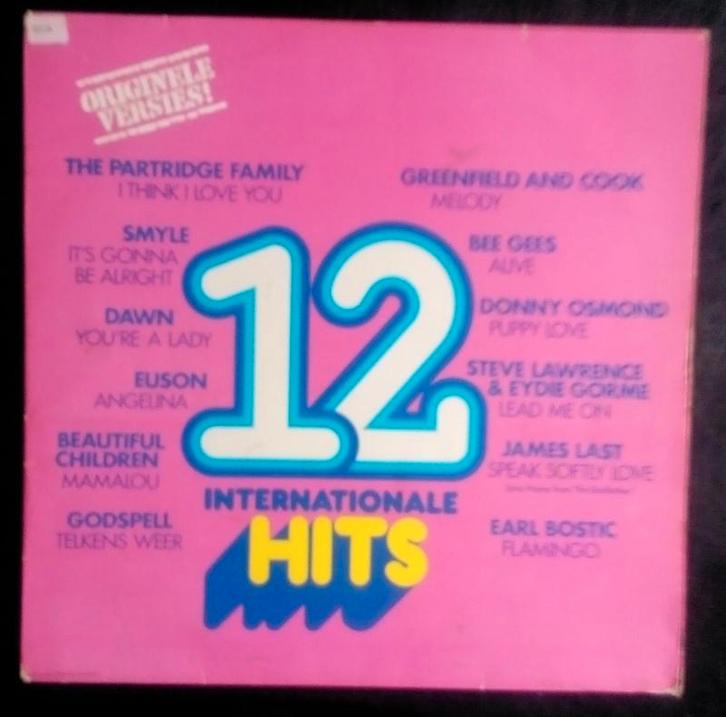 ORIGINELE
VERSIES!
THE PARTRIDGE FAMILY
I THINK I LOVE YOU
SMYLE
IT'S GONNA
BE ALRIGHT
DAWN
YOU'RE A LADY
EUSON
ANGELINA
BEAUTIFUL
CHILDREN
MAMALOU
GODSPELL
TELKENS WEER
GREENFIELD AND COOK
MELODY
BEE GEES
ALIVE
DONNY OSMOND
PUPPY LOVE
STEVE LAWRENCE
& EYDIE GORME
LEAD ME ON
JAMES LAST
SPEAK SOFTLY LOVE
EARL BOSTIC
FLAMINGO
12
INTERNATIONALE
HITS